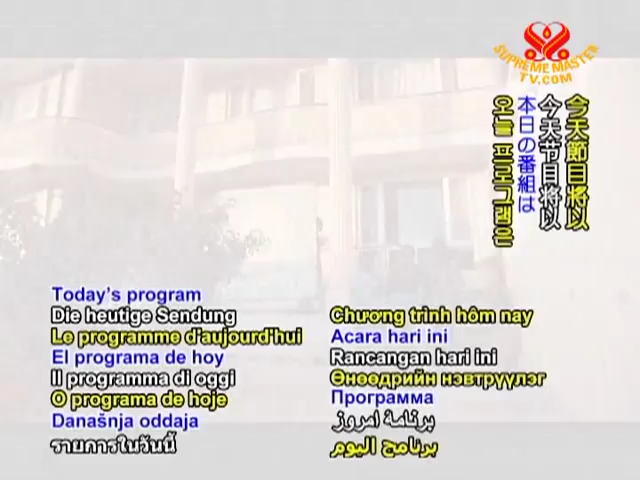 SUPREME MASTER
TV.COM
今天節目將以
今天节目将以
本日の番組は
오늘 프로그램은
Today's program
Die heutige Sendung
Le programme d'aujourd'hui
El programa de hoy
Il programma di oggi
O programa de hoje
Današnja oddaja
รายการในวันนี้
Chương trình hôm nay
Acara hari ini
Rancangan hari ini
Өнөөдрийн нэвтрүүлэг
Программа
برنامهٔ امروز
برنامج اليوم